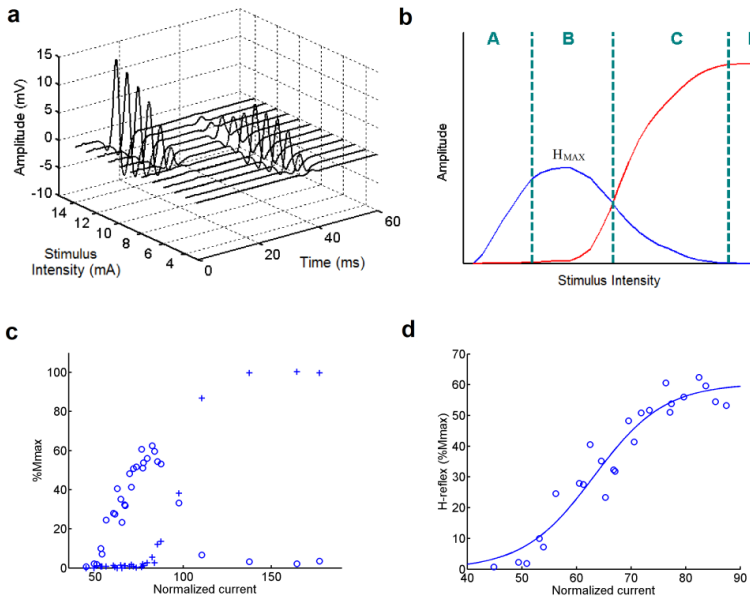 a
15
10
5
0
-5
-10
Amplitude (mV)
14
12
10
8
6
4
Stimulus
Intensity (mA)
0
20
40
60
Time (ms)
b
A
B
C
HMAX
Amplitude
Stimulus Intensity
c
100
80
60
40
20
0
%Mmax
50
100
150
Normalized current
d
70
60
50
40
30
20
10
0
H-reflex (%Mmax)
40
50
60
70
80
90
Normalized current